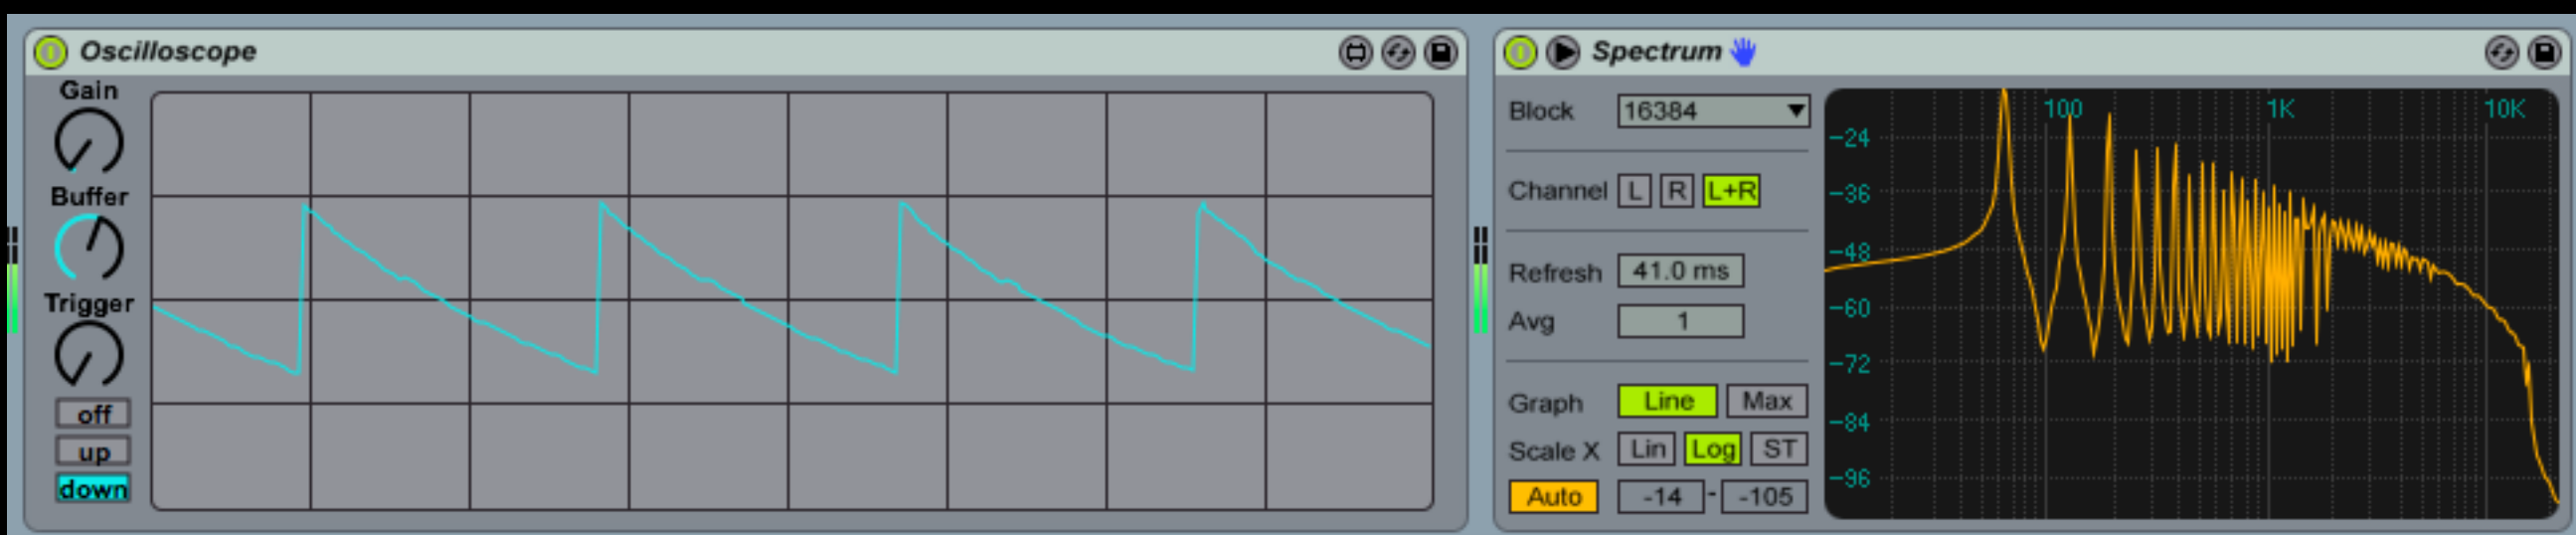 Oscilloscope
Gain
Buffer
Trigger
off
up
down
Spectrum
Block 16384
Channel L R L+R
Refresh 41.0 ms
Avg 1
Graph Line Max
Scale X Lin Log ST
Auto -14 - -105
100 1K 10K
-24
-36
-48
-60
-72
-84
-96